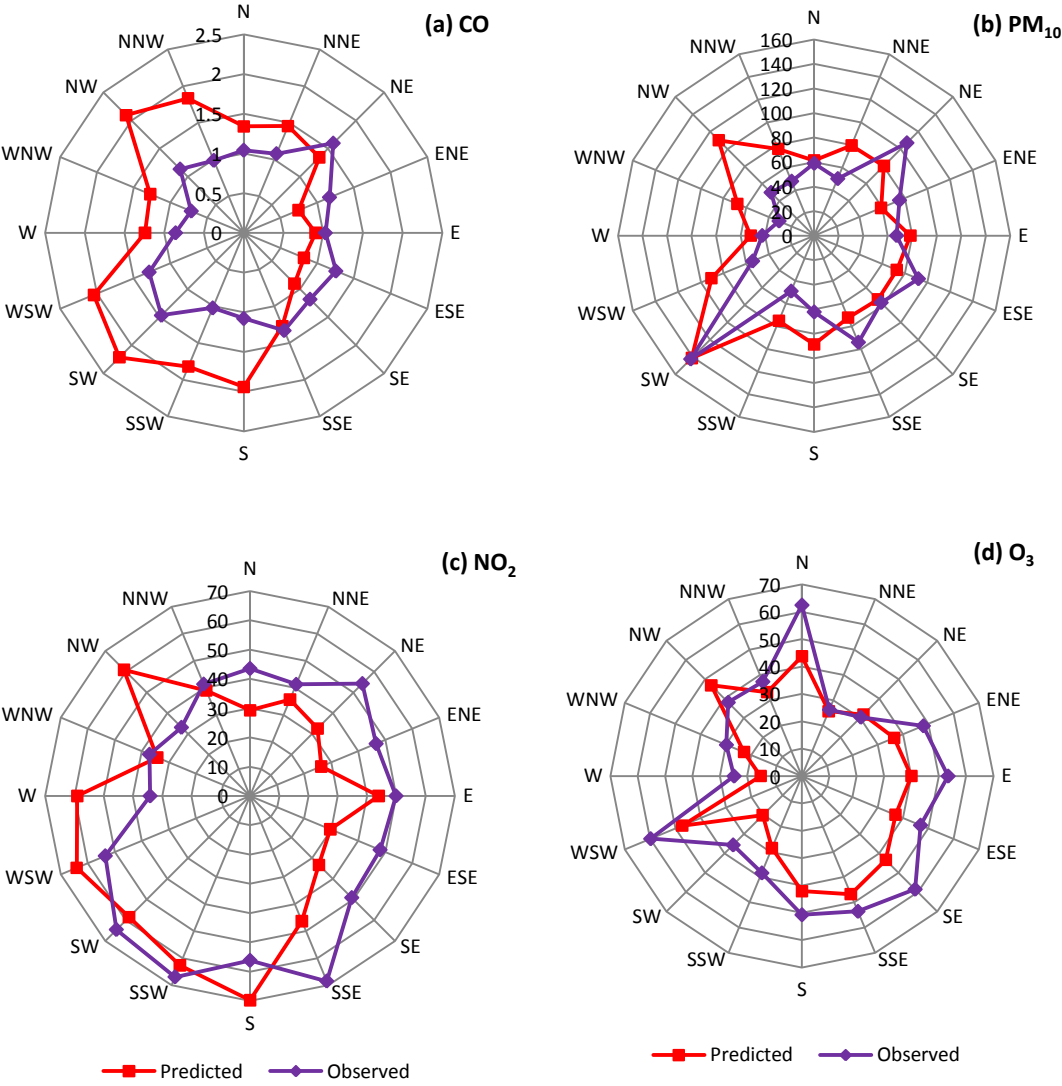 (a) CO
N
NNE
NE
ENE
E
ESE
SE
SSE
S
SSW
SW
WSW
W
WNW
NW
NNW
2.5
2
1.5
1
0.5
0
(b) PM10
N
NNE
NE
ENE
E
ESE
SE
SSE
S
SSW
SW
WSW
W
WNW
NW
NNW
160
140
120
100
80
60
40
20
0
(c) NO2
N
NNE
NE
ENE
E
ESE
SE
SSE
S
SSW
SW
WSW
W
WNW
NW
NNW
70
60
50
40
30
20
10
0
Predicted Observed
(d) O3
N
NNE
NE
ENE
E
ESE
SE
SSE
S
SSW
SW
WSW
W
WNW
NW
NNW
70
60
50
40
30
20
10
0
Predicted Observed